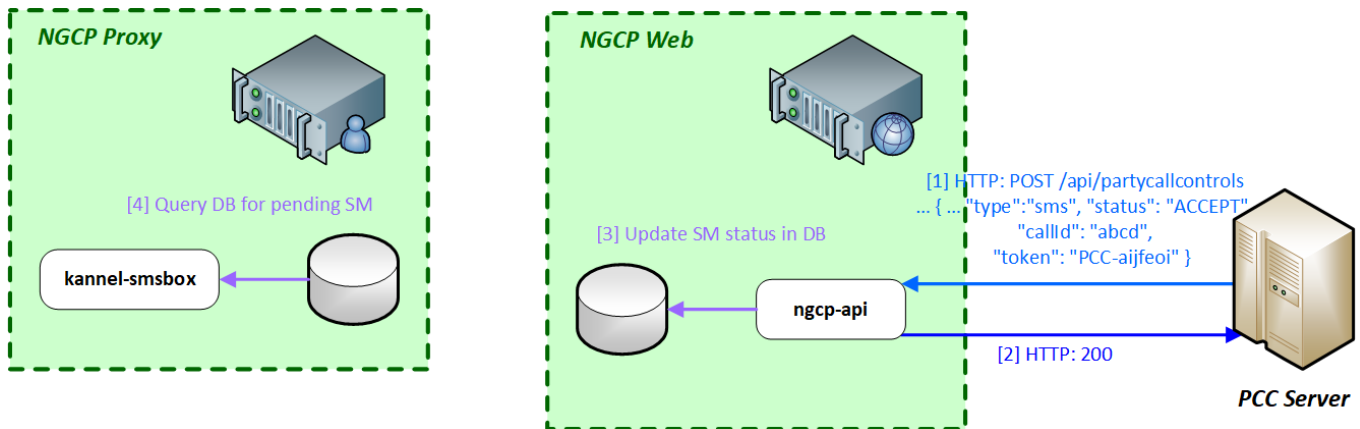 NGCP Proxy
[4] Query DB for pending SM
kannel-smsbox
NGCP Web
[3] Update SM status in DB
ngcp-api
[1] HTTP: POST /api/partycallcontrols
... { ... "type":"sms", "status": "ACCEPT"
"callId": "abcd",
"token": "PCC-aijfeoi" }
[2] HTTP: 200
PCC Server